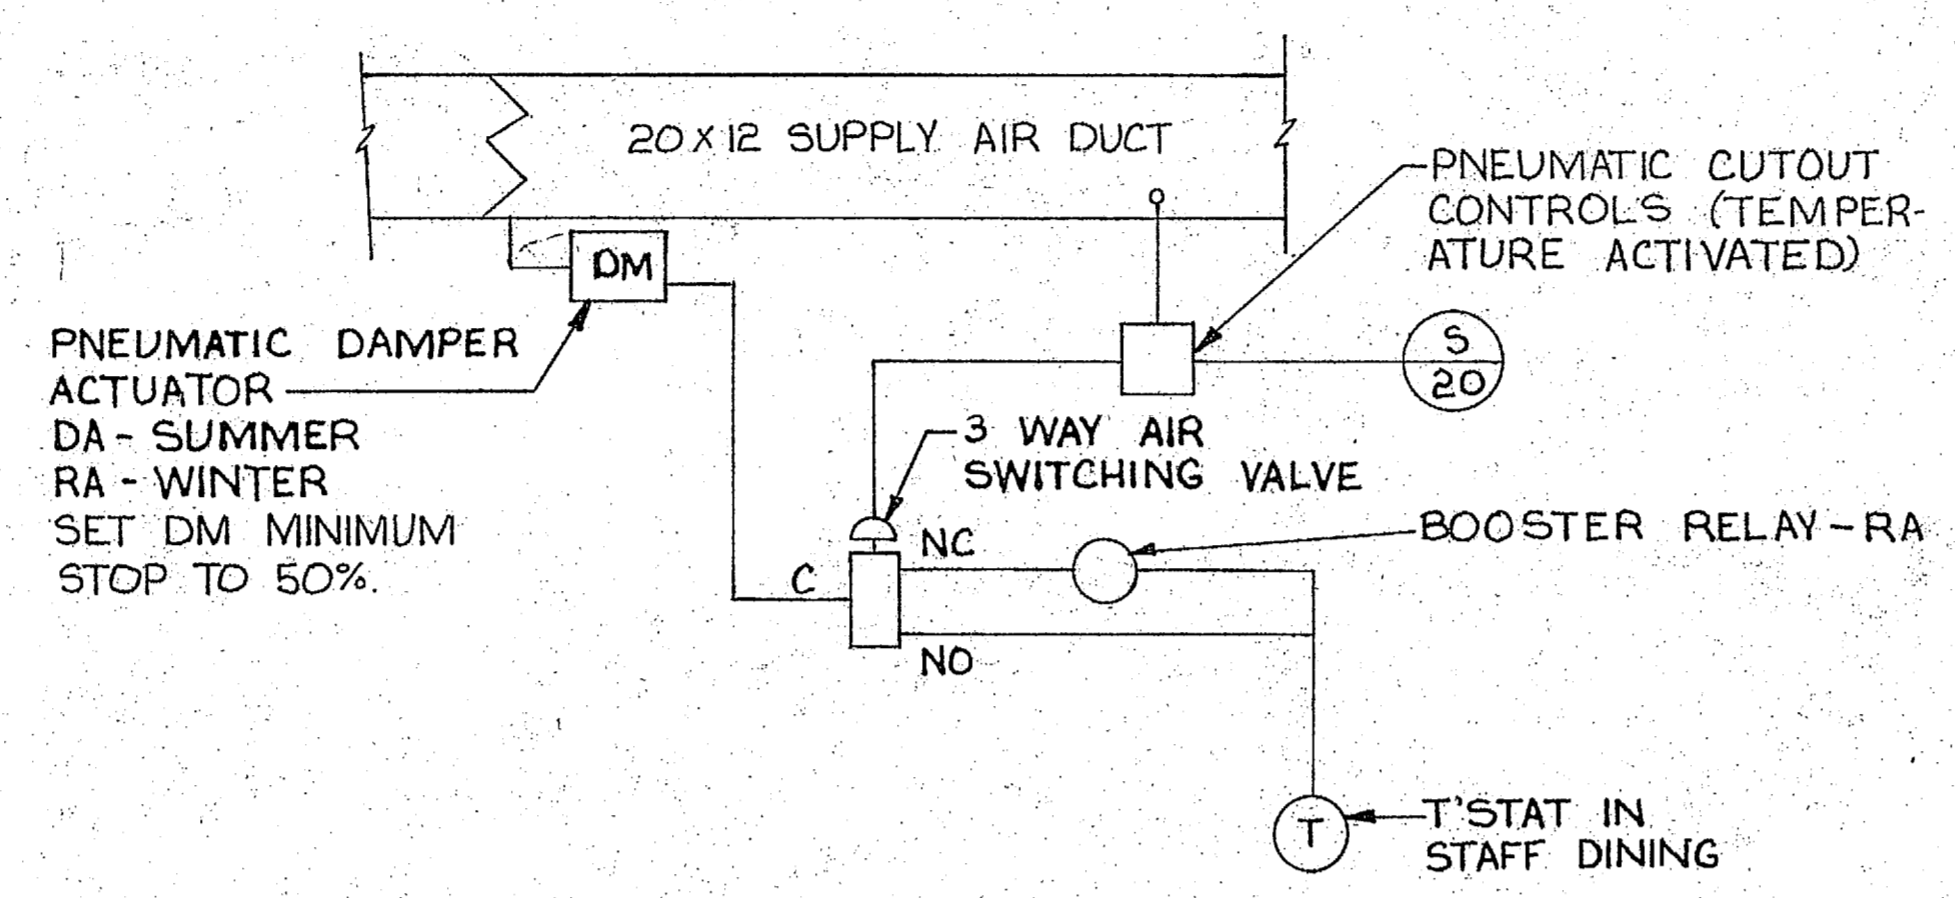 20 X 12 SUPPLY AIR DUCT
PNEUMATIC CUTOUT
CONTROLS (TEMPER-
ATURE ACTIVATED)
DM
S
20
PNEUMATIC DAMPER
ACTUATOR
DA - SUMMER
RA - WINTER
SET DM MINIMUM
STOP TO 50%.
3 WAY AIR
SWITCHING VALVE
NC
BOOSTER RELAY - RA
C
NO
T
T'STAT IN
STAFF DINING